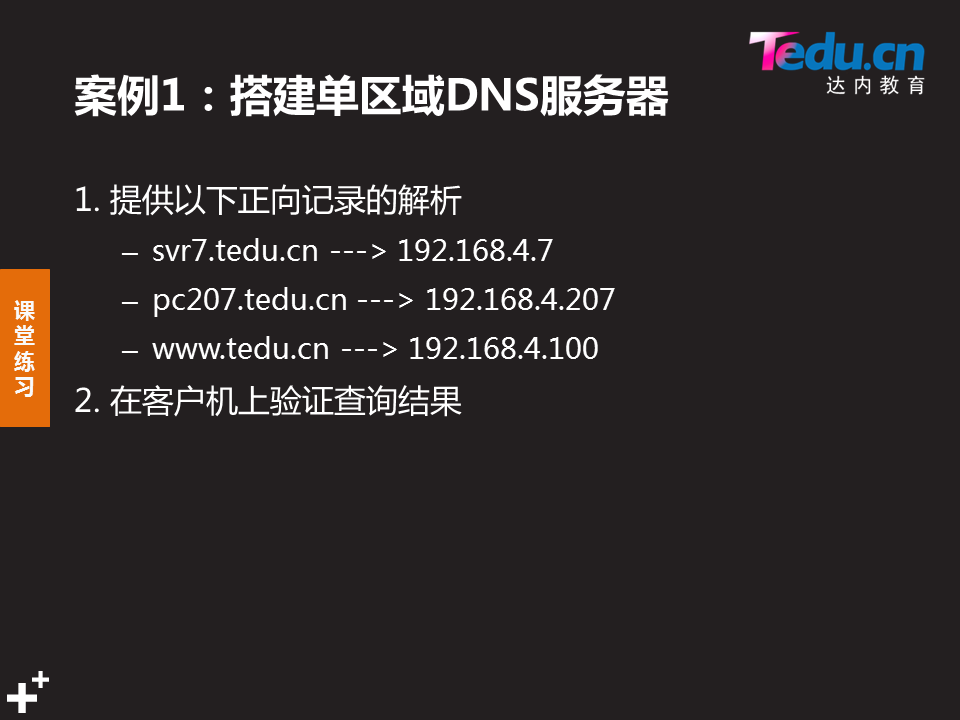 Tedu.cn
达内教育
案例1：搭建单区域DNS服务器
1. 提供以下正向记录的解析
– svr7.tedu.cn ---> 192.168.4.7
– pc207.tedu.cn ---> 192.168.4.207
– www.tedu.cn ---> 192.168.4.100
2. 在客户机上验证查询结果
课
堂
练
习